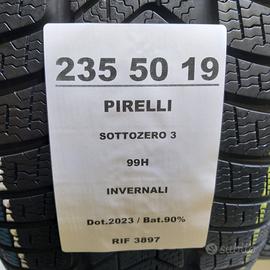 235 50 19
PIRELLI
SOTTOZERO 3
99H
INVERNALI
Dot.2023 / Bat.90%
RIF 3897